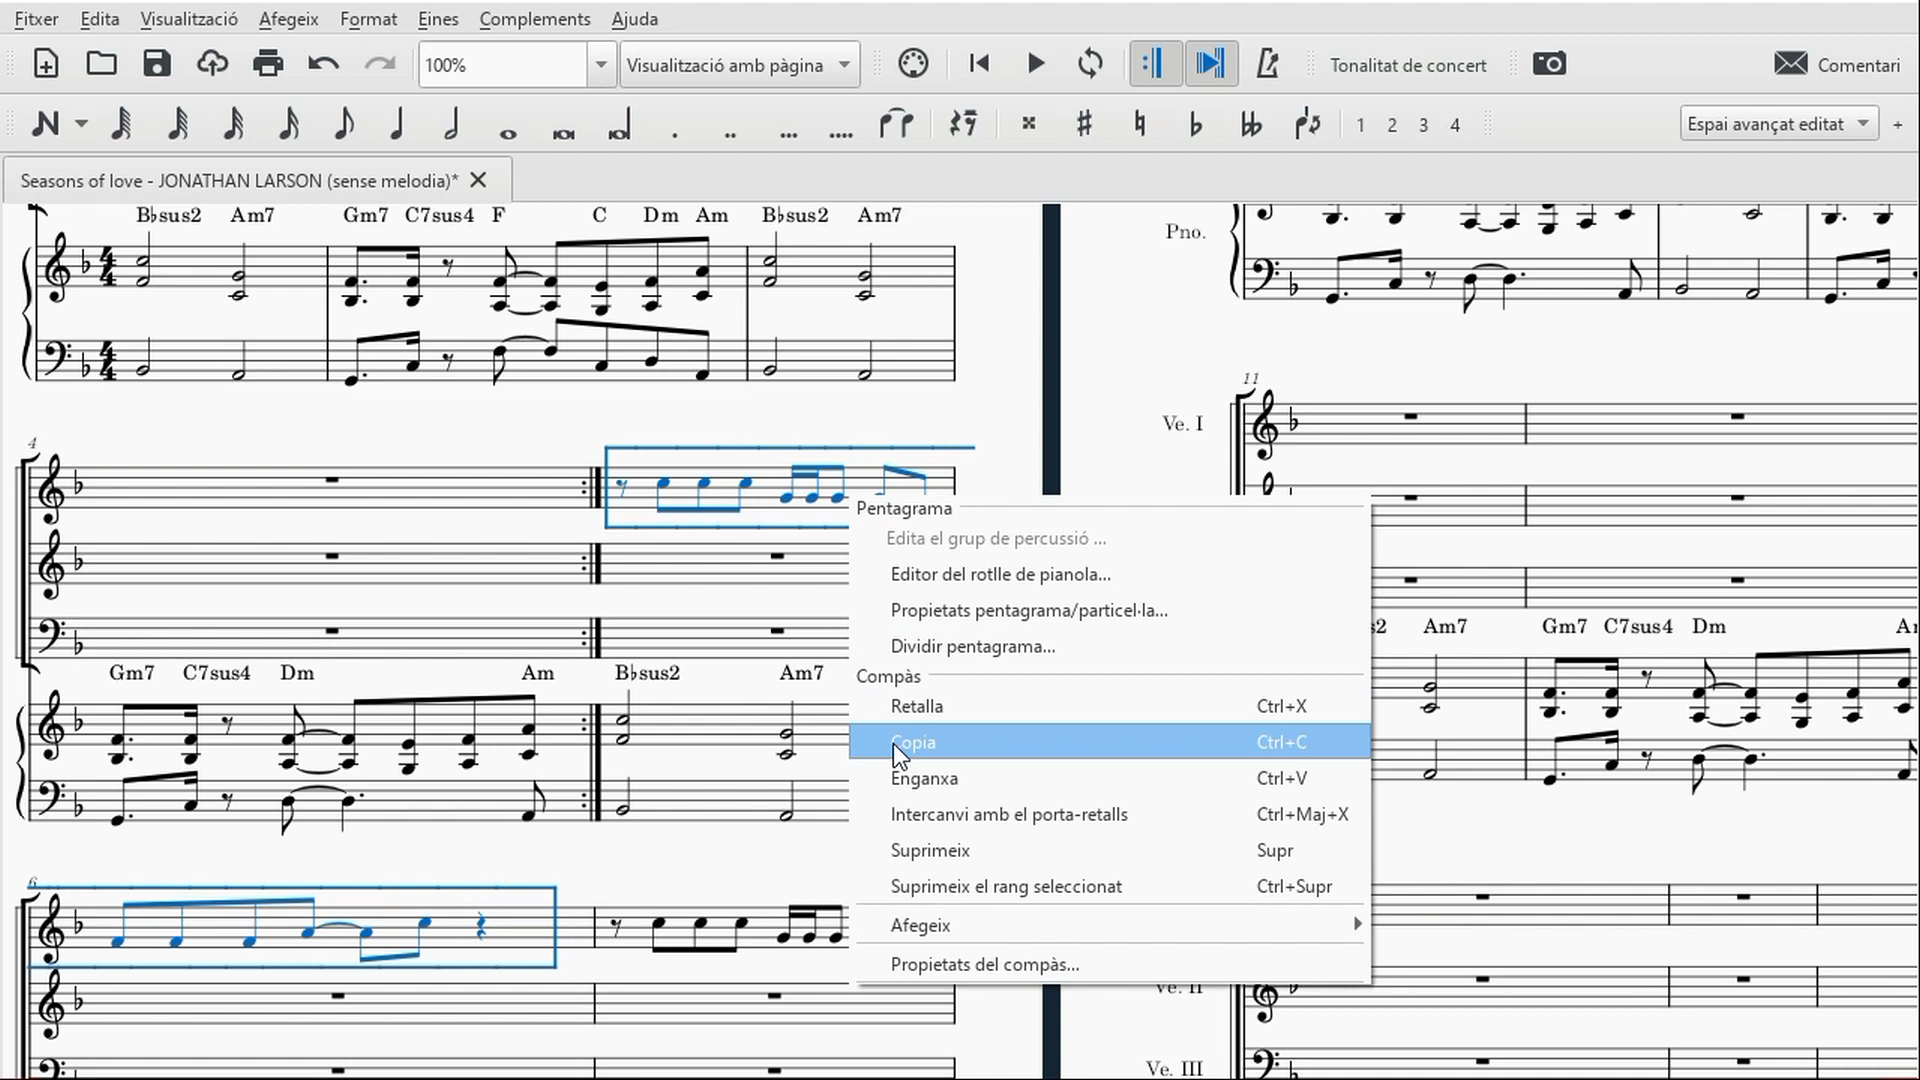 Fitxer Edita Visualització Afegeix Format Eines Complements Ajuda
100% Visualització amb pàgina Tonalitat de concert Comentari
1 2 3 4 Espai avançat editat +
Seasons of love - JONATHAN LARSON (sense melodia)*
B♭sus2 Am7 Gm7 C7sus4 F C Dm Am B♭sus2 Am7
Pno.
11
Ve. I
4
Pentagrama
Edita el grup de percussió ...
Editor del rotlle de pianola...
Propietats pentagrama/particel·la...
Dividir pentagrama...
Compàs
Retalla Ctrl+X
Copia Ctrl+C
Enganxa Ctrl+V
Intercanvi amb el porta-retalls Ctrl+Maj+X
Suprimeix Supr
Suprimeix el rang seleccionat Ctrl+Supr
Afegeix
Propietats del compàs...
s2 Am7 Gm7 C7sus4 Dm
Gm7 C7sus4 Dm Am B♭sus2 Am7
6
Ve. II
Ve. III